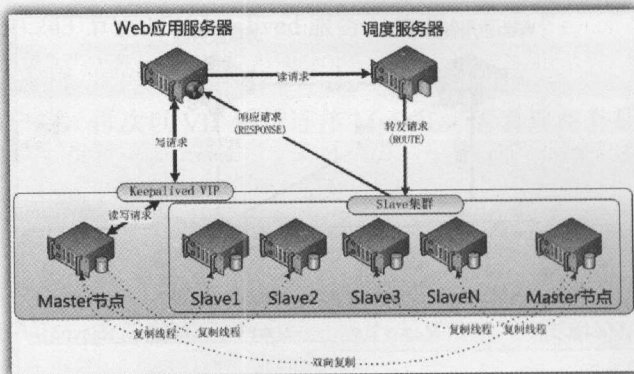 Web应用服务器
调度服务器
读请求
响应请求
(RESPONSE)
转发请求
(ROUTE)
写请求
Keepalived VIP
Slave集群
读写请求
Master节点
Slave1
Slave2
Slave3
SlaveN
Master节点
复制线程
复制线程
复制线程
复制线程
双向复制